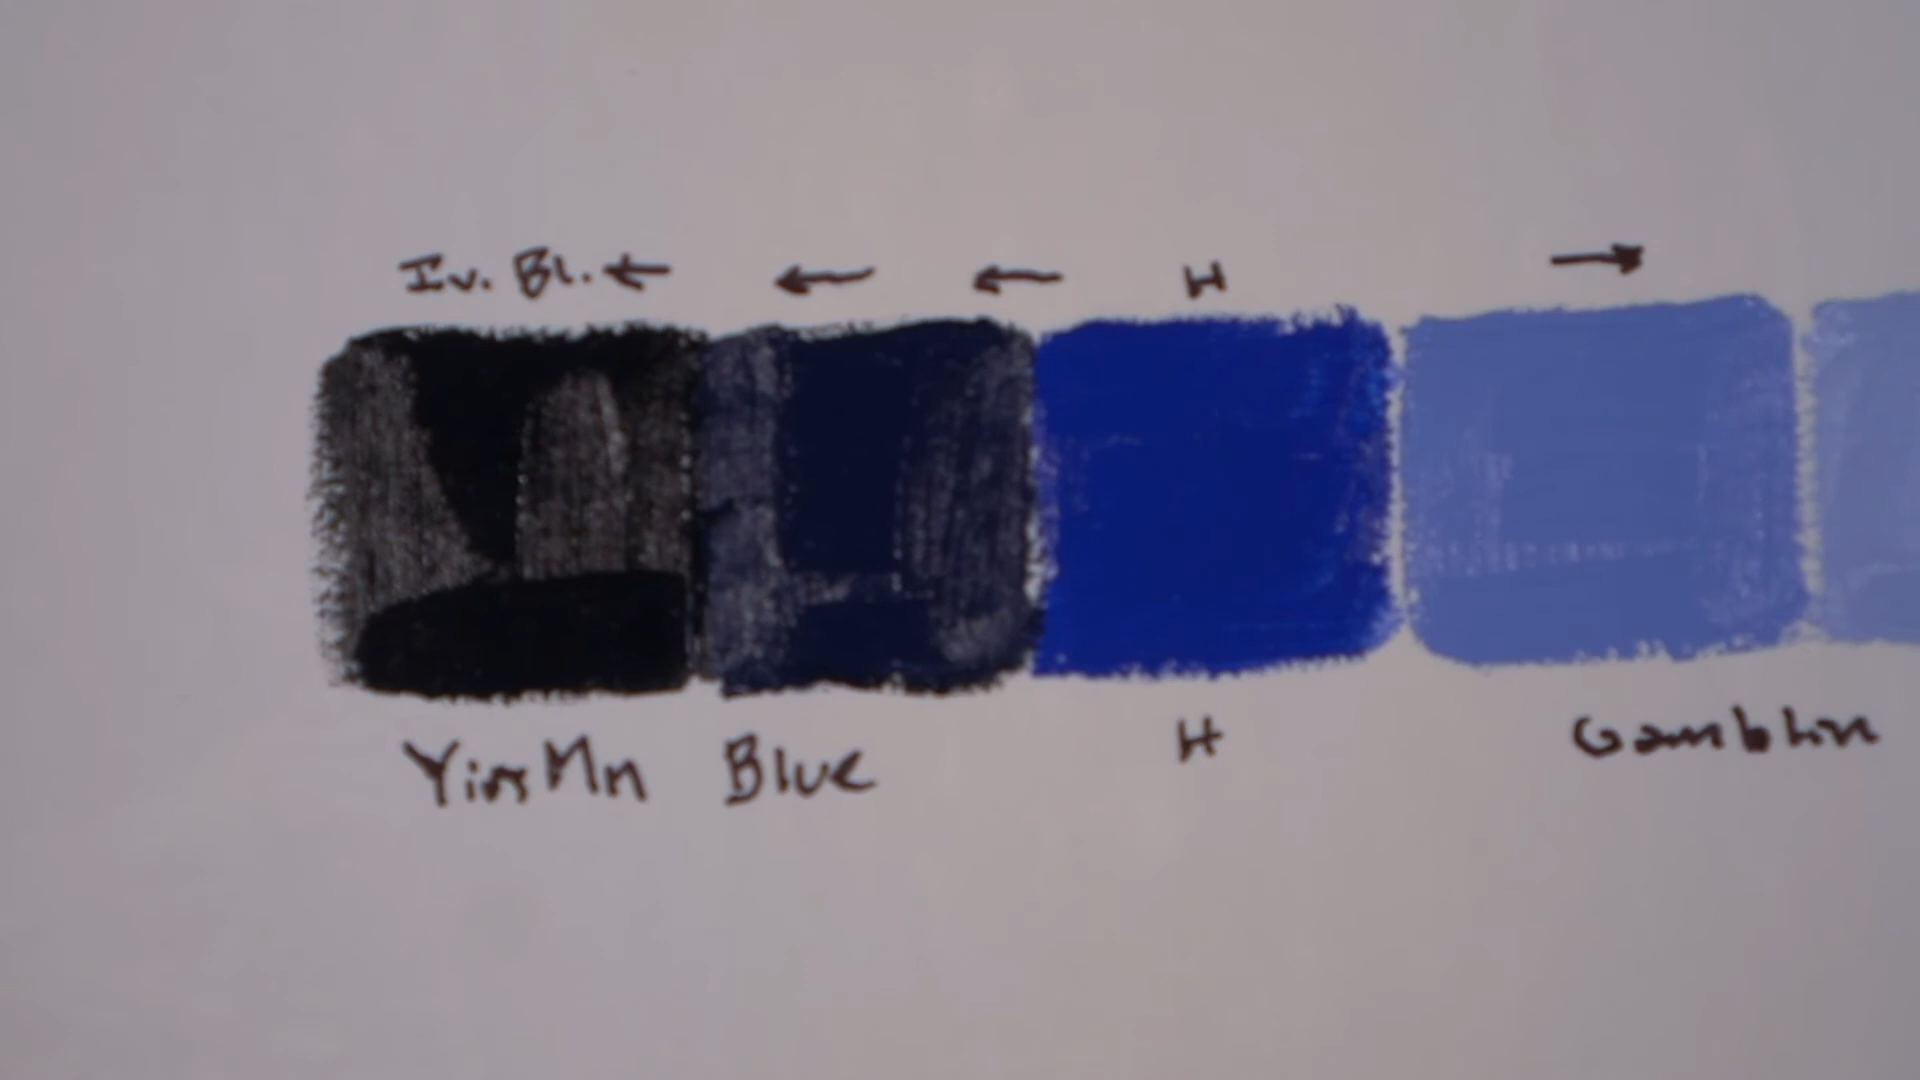 Iv. Bl. ← ← ← H →
YinMn Blue H Gamblin